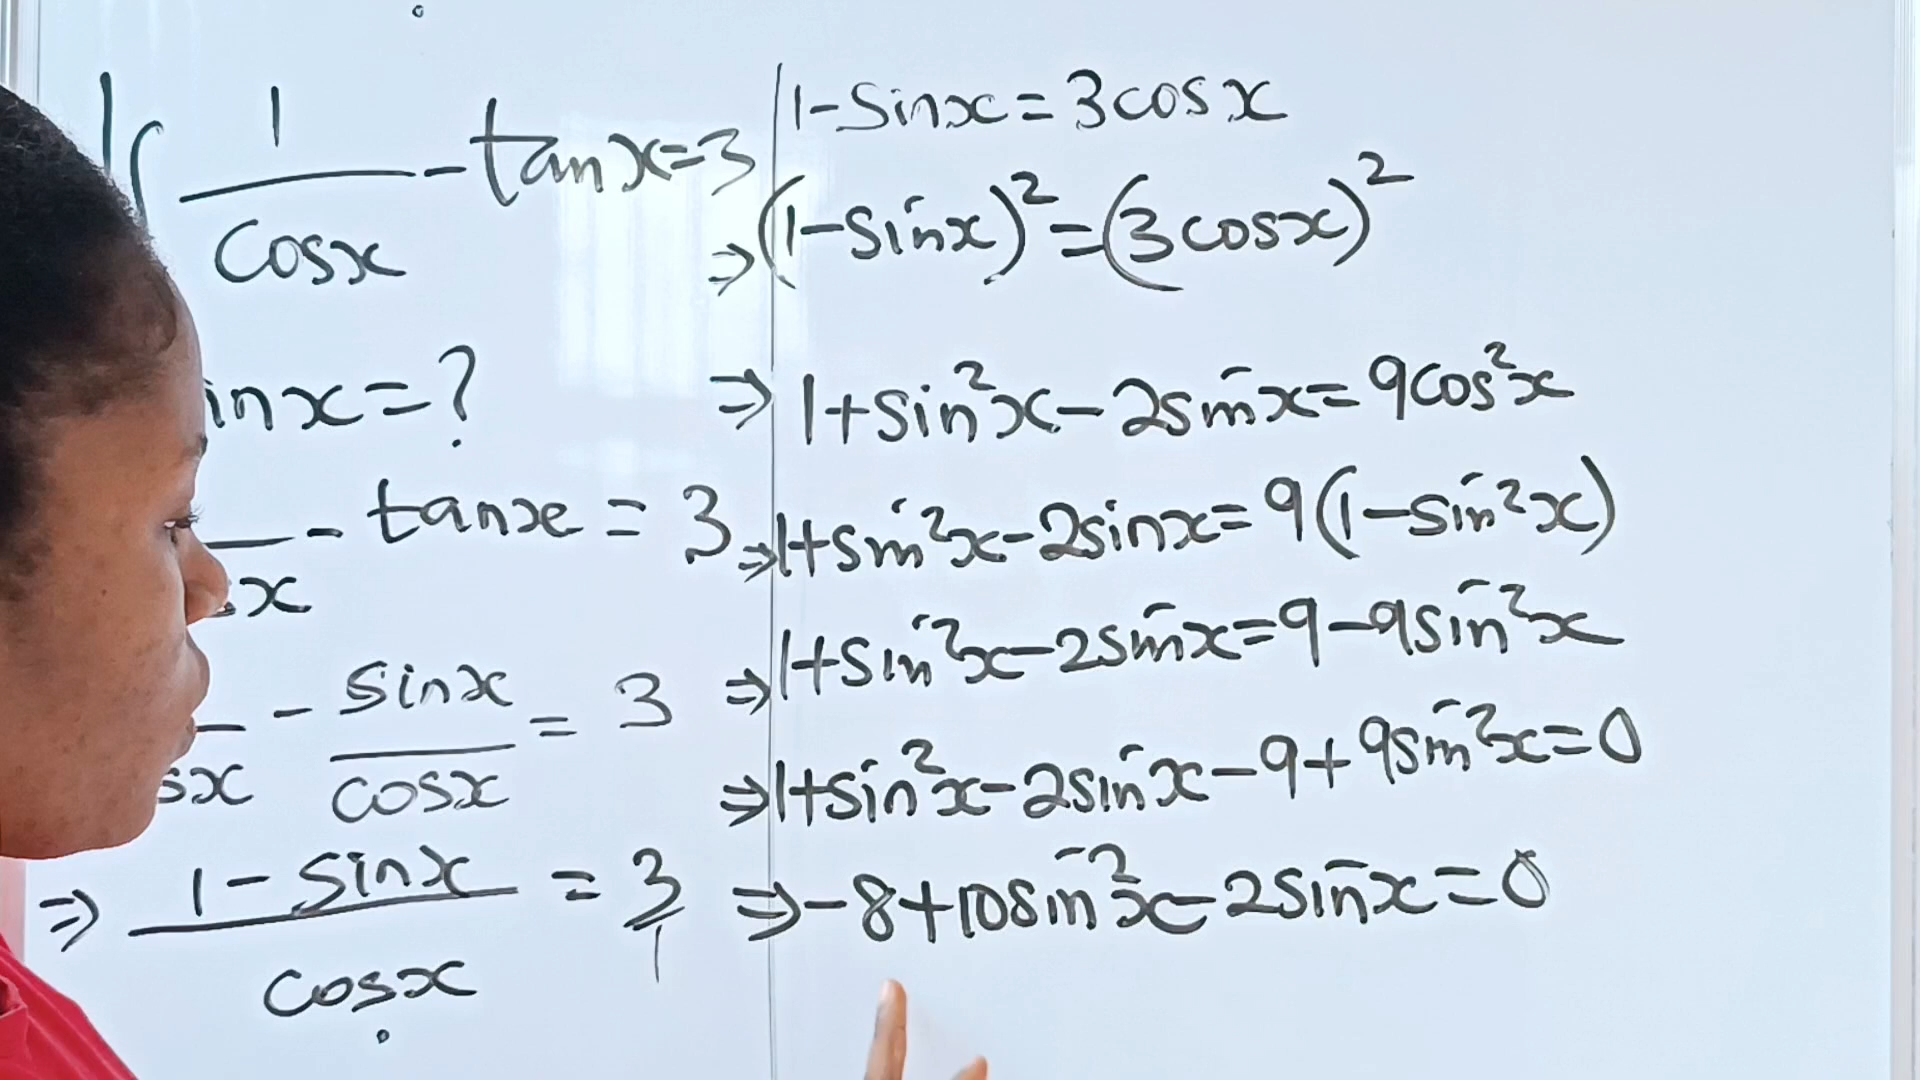 If 1/cosx - tanx = 3
inx = ?
/x - tanx = 3
/sx - sinx/cosx = 3
⇒ (1 - sinx)/cosx = 3/1
1 - sinx = 3cosx
⇒ (1 - sinx)² = (3cosx)²
⇒ 1 + sin²x - 2sinx = 9cos²x
⇒ 1 + sin²x - 2sinx = 9(1 - sin²x)
⇒ 1 + sin²x - 2sinx = 9 - 9sin²x
⇒ 1 + sin²x - 2sinx - 9 + 9sin²x = 0
⇒ -8 + 10sin²x - 2sinx = 0